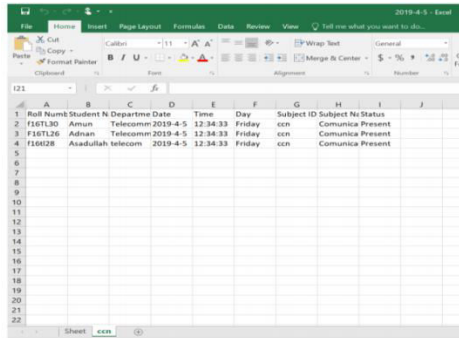 2019-4-5 - Excel
File Home Insert Page Layout Formulas Data Review View Tell me what you want to do...
Paste
Cut
Copy
Format Painter
Clipboard
Calibri 11 A A
B I U A
Font
Wrap Text
Merge & Center
Alignment
General
$ % ,
Number
I21 fx
A B C D E F G H I J
1 Roll Numb Student N Departme Date Time Day Subject ID Subject Na Status
2 f16TL30 Amun Telecomm 2019-4-5 12:34:33 Friday ccn Comunica Present
3 F16TL26 Adnan Telecomm 2019-4-5 12:34:33 Friday ccn Comunica Present
4 f16tl28 Asadullah telecom 2019-4-5 12:34:33 Friday ccn Comunica Present
5
6
7
8
9
10
11
12
13
14
15
16
17
18
19
20
21
22
Sheet ccn